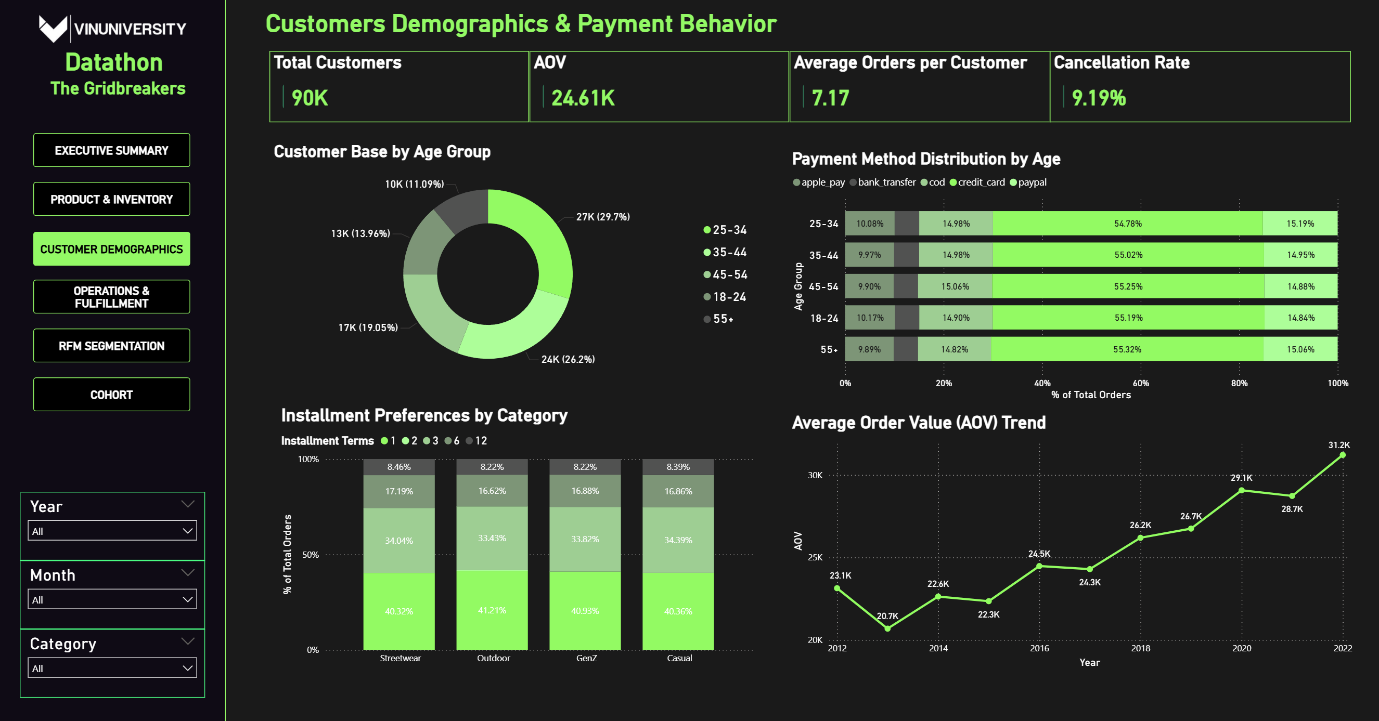 VINUNIVERSITY
Datathon
The Gridbreakers
EXECUTIVE SUMMARY
PRODUCT & INVENTORY
CUSTOMER DEMOGRAPHICS
OPERATIONS &
FULFILLMENT
RFM SEGMENTATION
COHORT
Year
All
Month
All
Category
All
Customers Demographics & Payment Behavior
Total Customers
90K
AOV
24.61K
Average Orders per Customer
7.17
Cancellation Rate
9.19%
Customer Base by Age Group
10K (11.09%)
27K (29.7%)
13K (13.96%)
17K (19.05%)
24K (26.2%)
25-34
35-44
45-54
18-24
55+
Payment Method Distribution by Age
apple_pay bank_transfer cod credit_card paypal
Age Group
25-34 10.08% 14.98% 54.78% 15.19%
35-44 9.97% 14.98% 55.02% 14.95%
45-54 9.90% 15.06% 55.25% 14.88%
18-24 10.17% 14.90% 55.19% 14.84%
55+ 9.89% 14.82% 55.32% 15.06%
0% 20% 40% 60% 80% 100%
% of Total Orders
Installment Preferences by Category
Installment Terms 1 2 3 6 12
% of Total Orders
100%
8.46% 8.22% 8.22% 8.39%
17.19% 16.62% 16.88% 16.86%
34.04% 33.43% 33.82% 34.39%
50%
40.32% 41.21% 40.93% 40.36%
0%
Streetwear Outdoor GenZ Casual
Average Order Value (AOV) Trend
AOV
30K
25K
20K
23.1K
20.7K
22.6K
22.3K
24.5K
24.3K
26.2K
26.7K
29.1K
28.7K
31.2K
2012 2014 2016 2018 2020 2022
Year